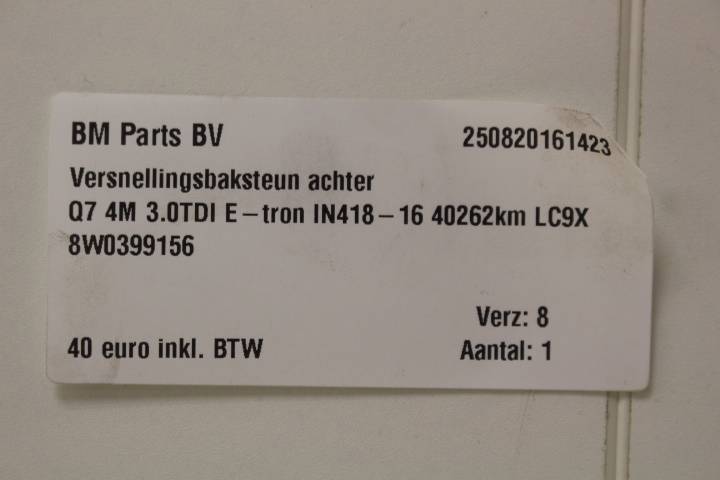 BM Parts BV 250820161423
Versnellingsbaksteun achter
Q7 4M 3.0TDI E-tron IN418-16 40262km LC9X
8W0399156
Verz: 8
40 euro inkl. BTW Aantal: 1